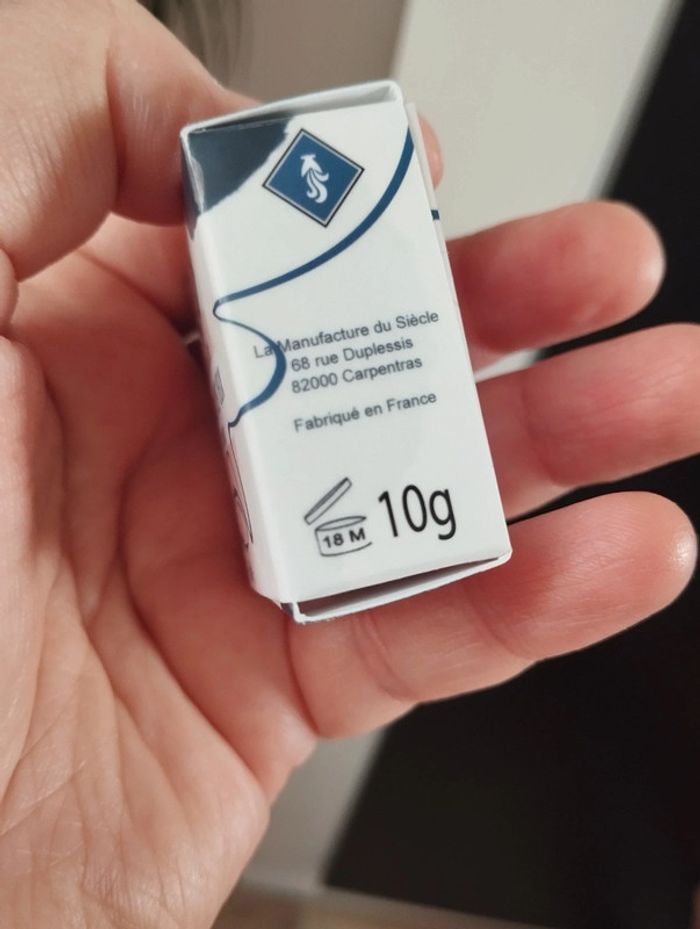 La Manufacture du Siècle
68 rue Duplessis
82000 Carpentras
Fabriqué en France
18 M
10g